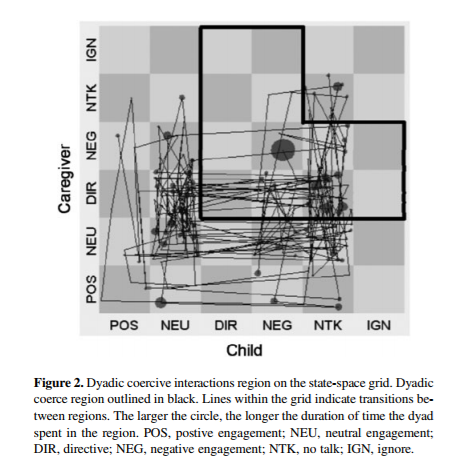 IGN
NTK
NEG
DIR
NEU
POS
Caregiver
POS NEU DIR NEG NTK IGN
Child
Figure 2. Dyadic coercive interactions region on the state-space grid. Dyadic
coerce region outlined in black. Lines within the grid indicate transitions be-
tween regions. The larger the circle, the longer the duration of time the dyad
spent in the region. POS, postive engagement; NEU, neutral engagement;
DIR, directive; NEG, negative engagement; NTK, no talk; IGN, ignore.